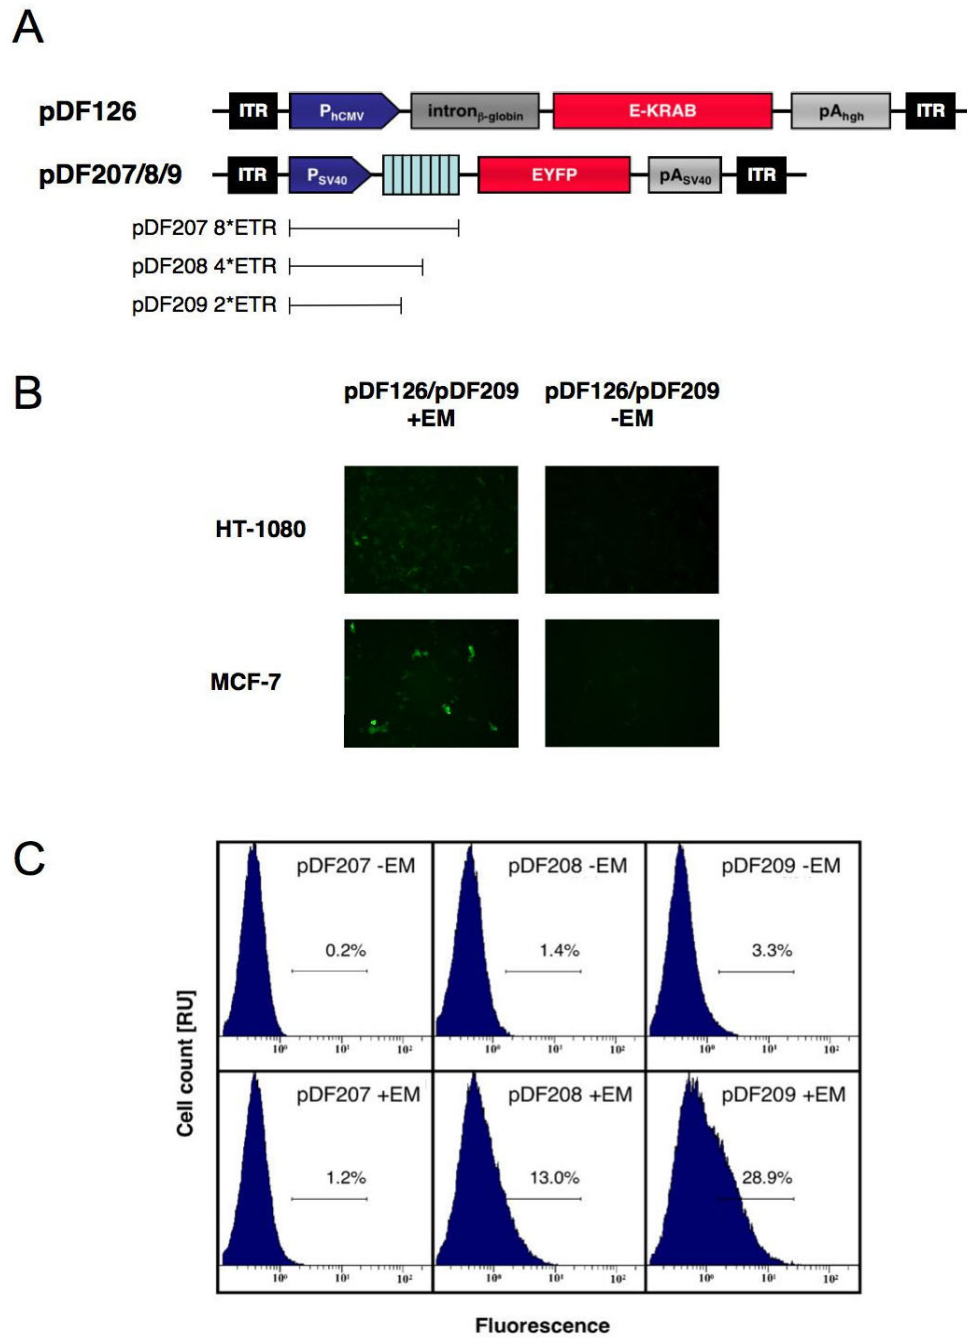 A
pDF126
ITR PhCMV intronβ-globin E-KRAB pAhgh ITR
pDF207/8/9
ITR PSV40 EYFP pASV40 ITR
pDF207 8*ETR
pDF208 4*ETR
pDF209 2*ETR
B
pDF126/pDF209 +EM
pDF126/pDF209 -EM
HT-1080
MCF-7
C
Cell count [RU]
pDF207 -EM
0.2%
10⁰ 10¹ 10²
pDF208 -EM
1.4%
10⁰ 10¹ 10²
pDF209 -EM
3.3%
10⁰ 10¹ 10²
pDF207 +EM
1.2%
10⁰ 10¹ 10²
pDF208 +EM
13.0%
10⁰ 10¹ 10²
pDF209 +EM
28.9%
10⁰ 10¹ 10²
Fluorescence